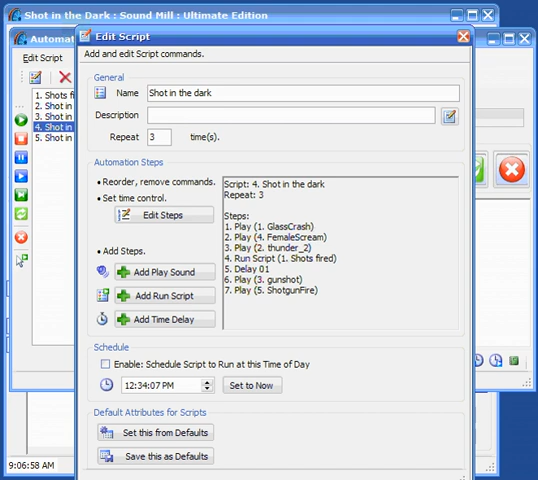 Shot in the Dark : Sound Mill : Ultimate Edition
Automa
Edit Script
Edit Script
Add and edit Script commands.
1. Shots fi
2. Shot in
3. Shot in
4. Shot in
5. Shot in
General
Name Shot in the dark
Description
Repeat 3 time(s).
Automation Steps
• Reorder, remove commands.
• Set time control.
Edit Steps
• Add Steps.
Add Play Sound
Add Run Script
Add Time Delay
Script: 4. Shot in the dark
Repeat: 3
Steps:
1. Play (1. GlassCrash)
2. Play (4. FemaleScream)
3. Play (2. thunder_2)
4. Run Script (1. Shots fired)
5. Delay 01
6. Play (3. gunshot)
7. Play (5. ShotgunFire)
Schedule
Enable: Schedule Script to Run at this Time of Day
12:34:07 PM Set to Now
Default Attributes for Scripts
Set this from Defaults
Save this as Defaults
9:06:58 AM